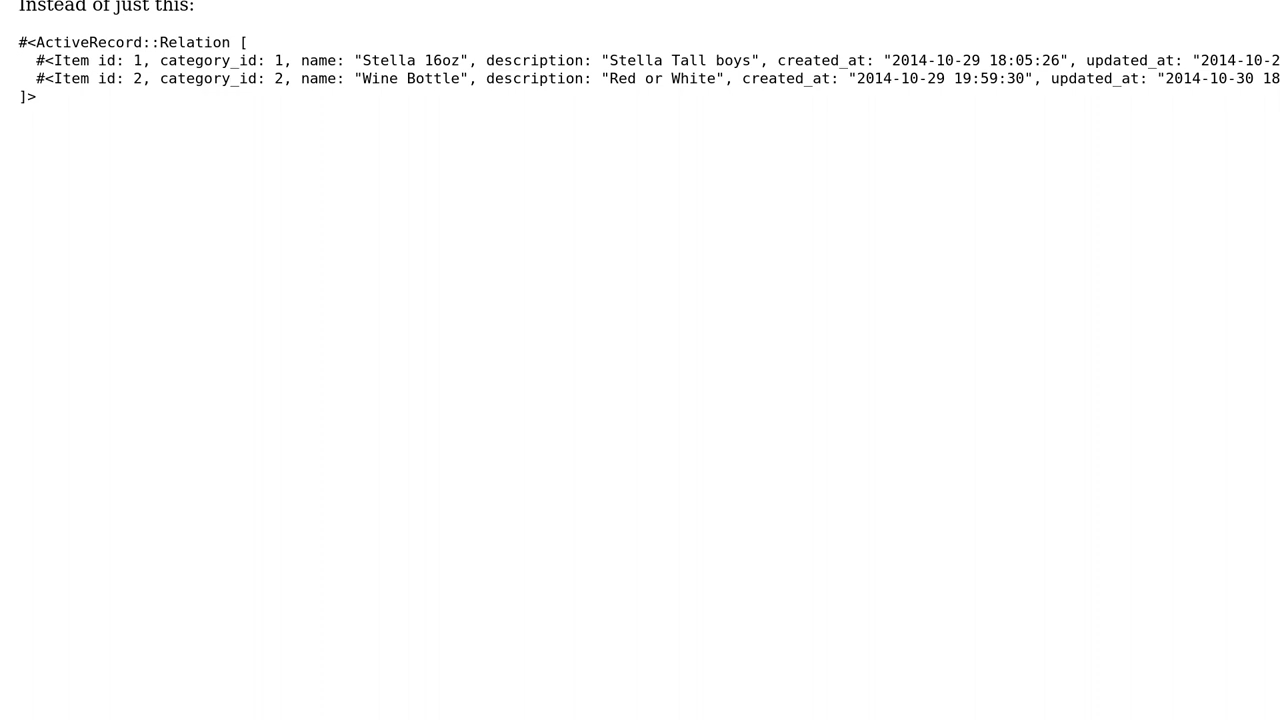 Instead of just this:
#<ActiveRecord::Relation [
  #<Item id: 1, category_id: 1, name: "Stella 16oz", description: "Stella Tall boys", created_at: "2014-10-29 18:05:26", updated_at: "2014-10-2
  #<Item id: 2, category_id: 2, name: "Wine Bottle", description: "Red or White", created_at: "2014-10-29 19:59:30", updated_at: "2014-10-30 18
]>